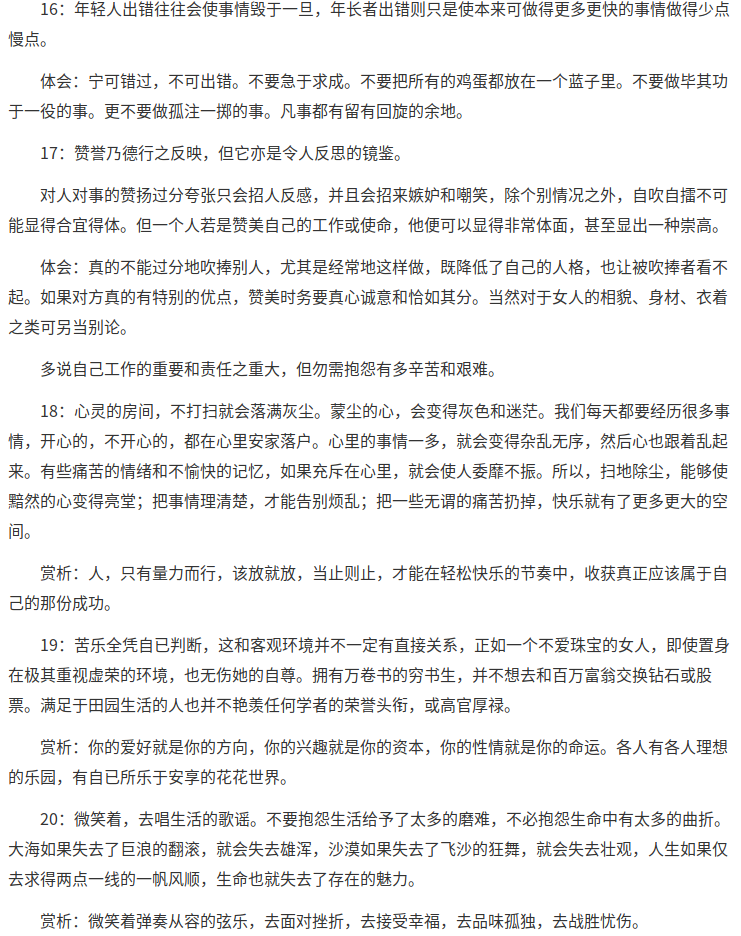 16：年轻人出错往往会使事情毁于一旦，年长者出错则只是使本来可做得更多更快的事情做得少点
慢点。
体会：宁可错过，不可出错。不要急于求成。不要把所有的鸡蛋都放在一个蓝子里。不要做毕其功
于一役的事。更不要做孤注一掷的事。凡事都有留有回旋的余地。
17：赞誉乃德行之反映，但它亦是令人反思的镜鉴。
对人对事的赞扬过分夸张只会招人反感，并且会招来嫉妒和嘲笑，除个别情况之外，自吹自擂不可
能显得合宜得体。但一个人若是赞美自己的工作或使命，他便可以显得非常体面，甚至显出一种崇高。
体会：真的不能过分地吹捧别人，尤其是经常地这样做，既降低了自己的人格，也让被吹捧者看不
起。如果对方真的有特别的优点，赞美时务要真心诚意和恰如其分。当然对于女人的相貌、身材、衣着
之类可另当别论。
多说自己工作的重要和责任之重大，但勿需抱怨有多辛苦和艰难。
18：心灵的房间，不打扫就会落满灰尘。蒙尘的心，会变得灰色和迷茫。我们每天都要经历很多事
情，开心的，不开心的，都在心里安家落户。心里的事情一多，就会变得杂乱无序，然后心也跟着乱起
来。有些痛苦的情绪和不愉快的记忆，如果充斥在心里，就会使人委靡不振。所以，扫地除尘，能够使
黯然的心变得亮堂；把事情理清楚，才能告别烦乱；把一些无谓的痛苦扔掉，快乐就有了更多更大的空
间。
赏析：人，只有量力而行，该放就放，当止则止，才能在轻松快乐的节奏中，收获真正应该属于自
己的那份成功。
19：苦乐全凭自已判断，这和客观环境并不一定有直接关系，正如一个不爱珠宝的女人，即使置身
在极其重视虚荣的环境，也无伤她的自尊。拥有万卷书的穷书生，并不想去和百万富翁交换钻石或股
票。满足于田园生活的人也并不艳羡任何学者的荣誉头衔，或高官厚禄。
赏析：你的爱好就是你的方向，你的兴趣就是你的资本，你的性情就是你的命运。各人有各人理想
的乐园，有自已所乐于安享的花花世界。
20：微笑着，去唱生活的歌谣。不要抱怨生活给予了太多的磨难，不必抱怨生命中有太多的曲折。
大海如果失去了巨浪的翻滚，就会失去雄浑，沙漠如果失去了飞沙的狂舞，就会失去壮观，人生如果仅
去求得两点一线的一帆风顺，生命也就失去了存在的魅力。
赏析：微笑着弹奏从容的弦乐，去面对挫折，去接受幸福，去品味孤独，去战胜忧伤。